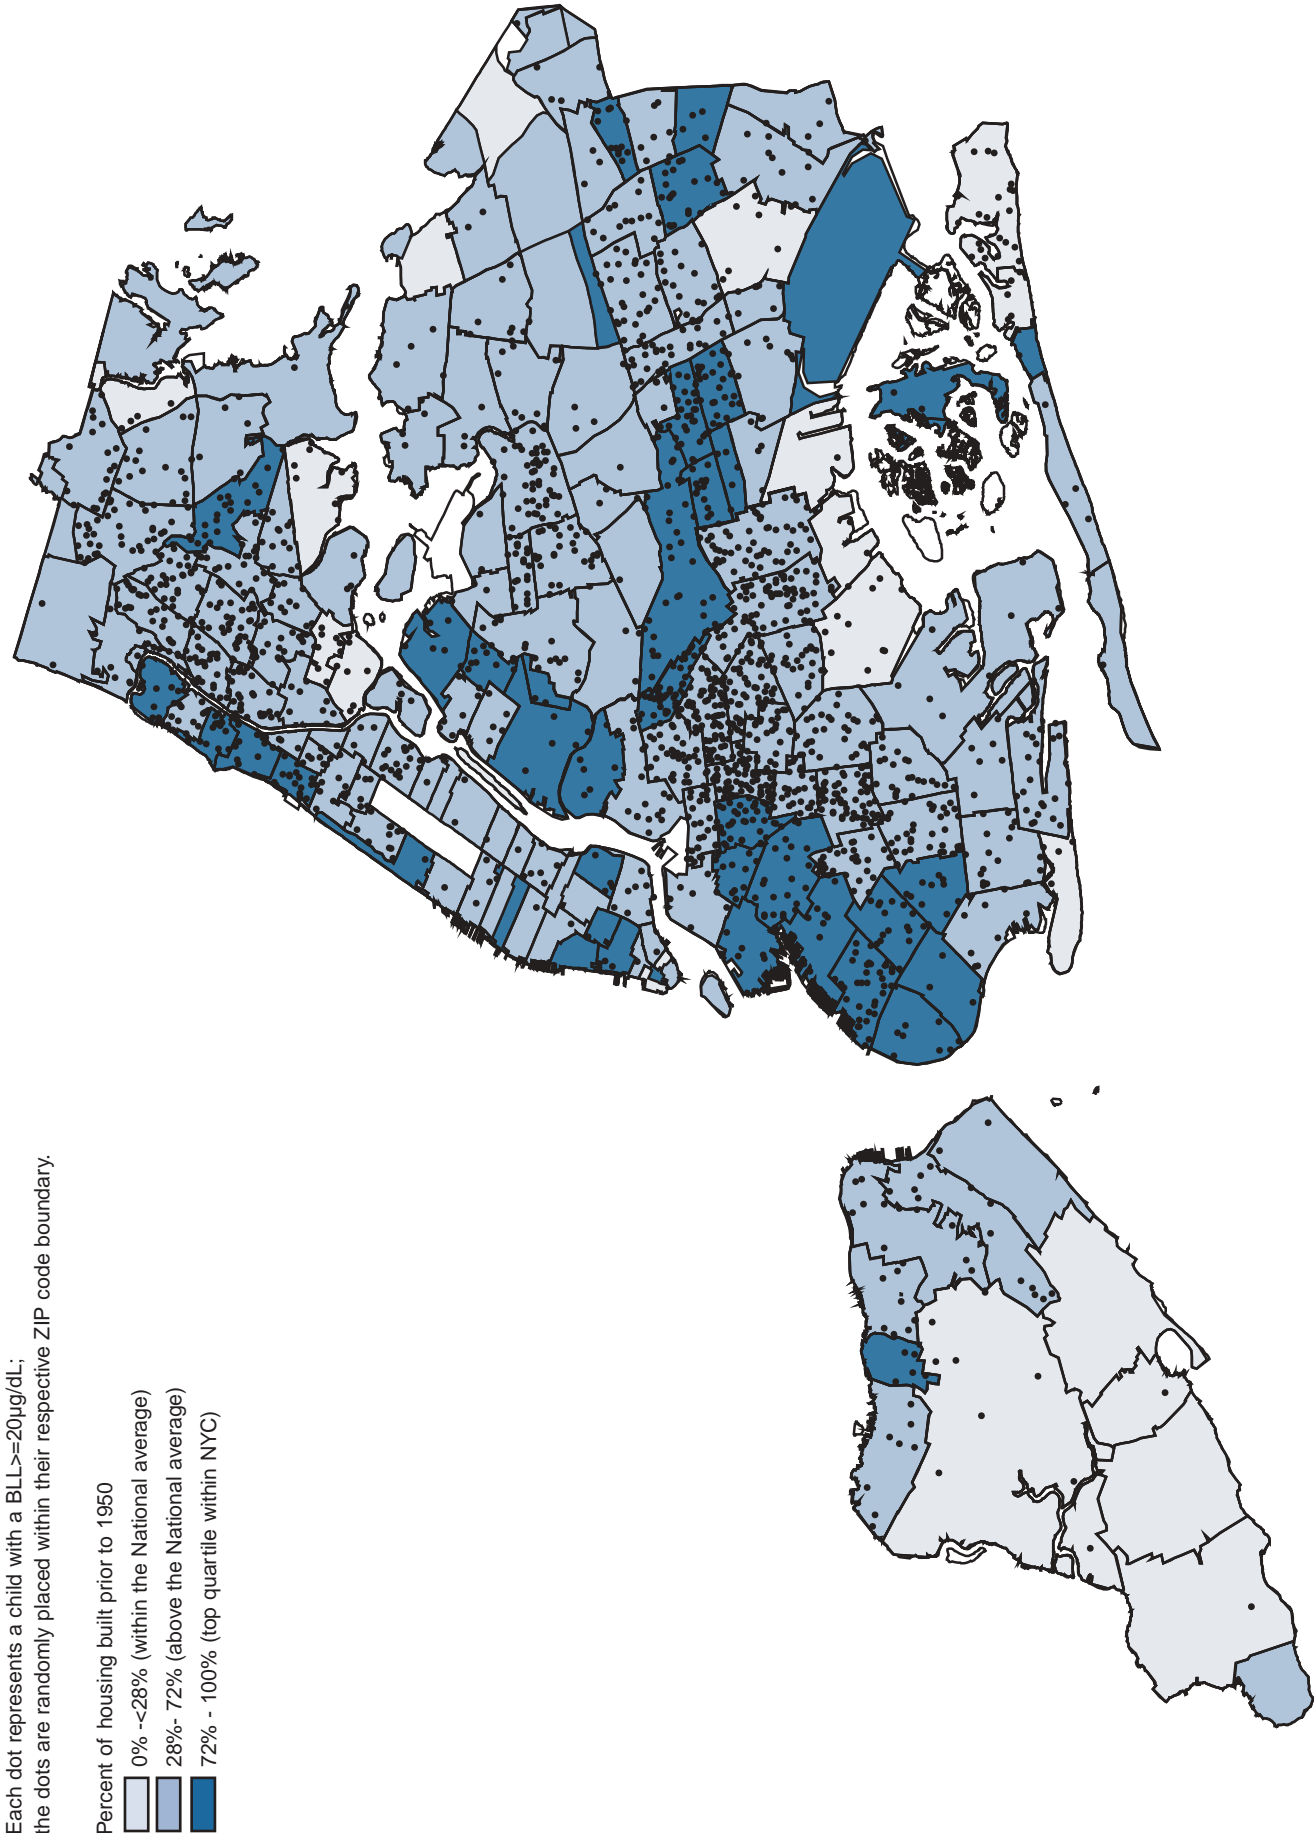 Each dot represents a child with a BLL>=20µg/dL;
the dots are randomly placed within their respective ZIP code boundary.
Percent of housing built prior to 1950
0% -<28% (within the National average)
28%- 72% (above the National average)
72% - 100% (top quartile within NYC)